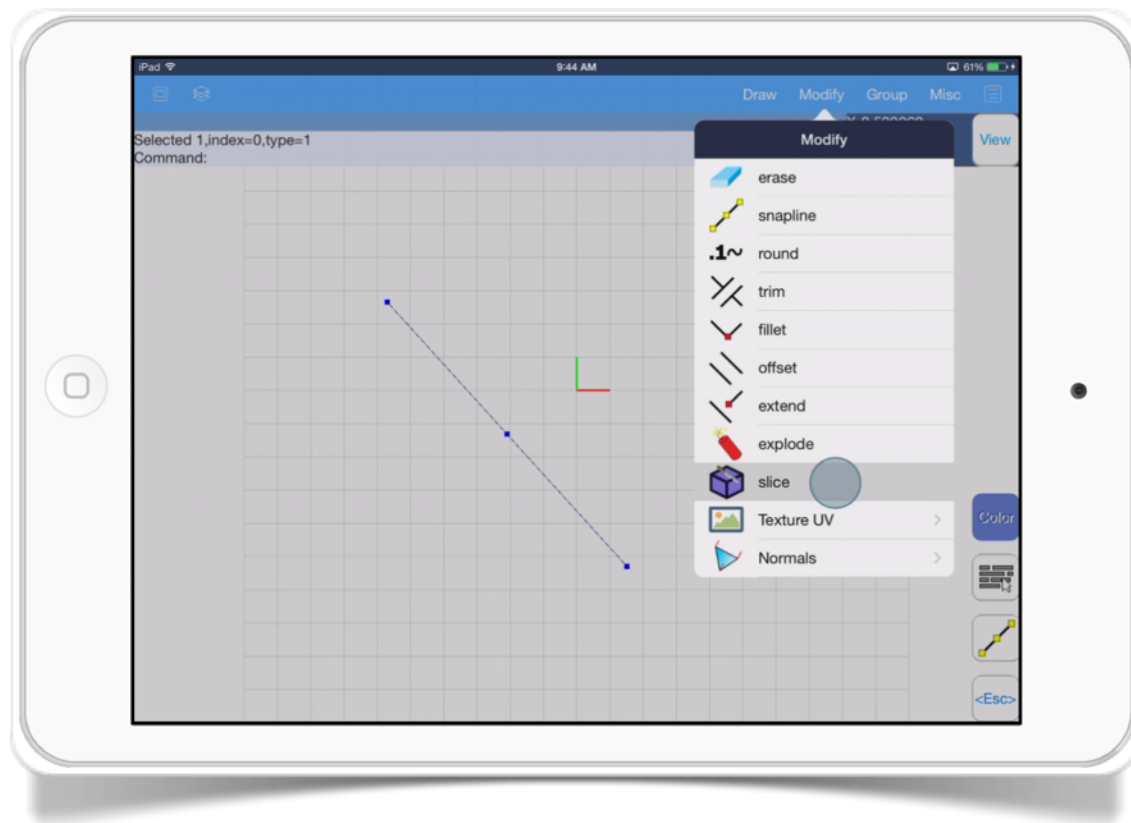 iPad 9:44 AM 61%
Draw Modify Group Misc
Selected 1,index=0,type=1
Command:
Modify
View
erase
snapline
.1~ round
trim
fillet
offset
extend
explode
slice
Texture UV
Normals
Color
<Esc>